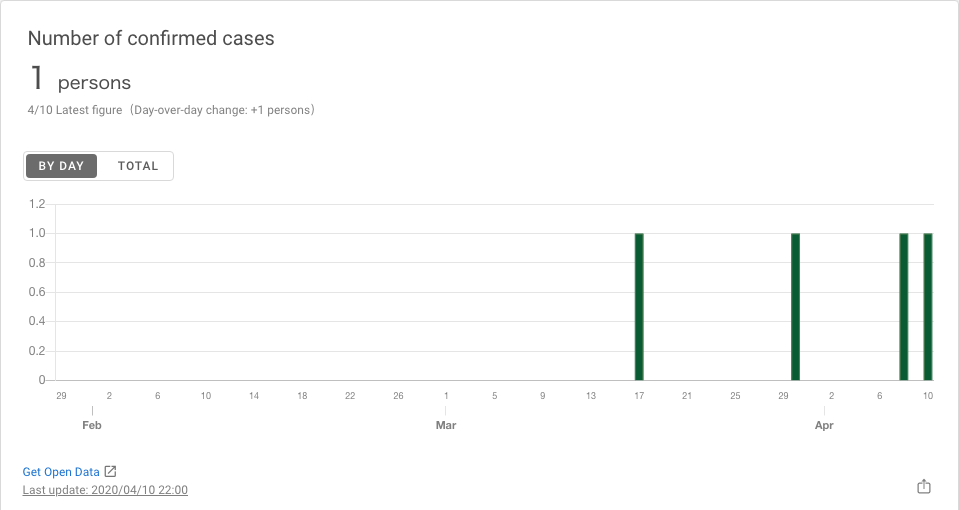 Number of confirmed cases
1 persons
4/10 Latest figure（Day-over-day change: +1 persons）
BY DAY TOTAL
1.2
1.0
0.8
0.6
0.4
0.2
0
29 2 6 10 14 18 22 26 1 5 9 13 17 21 25 29 2 6 10
Feb Mar Apr
Get Open Data
Last update: 2020/04/10 22:00